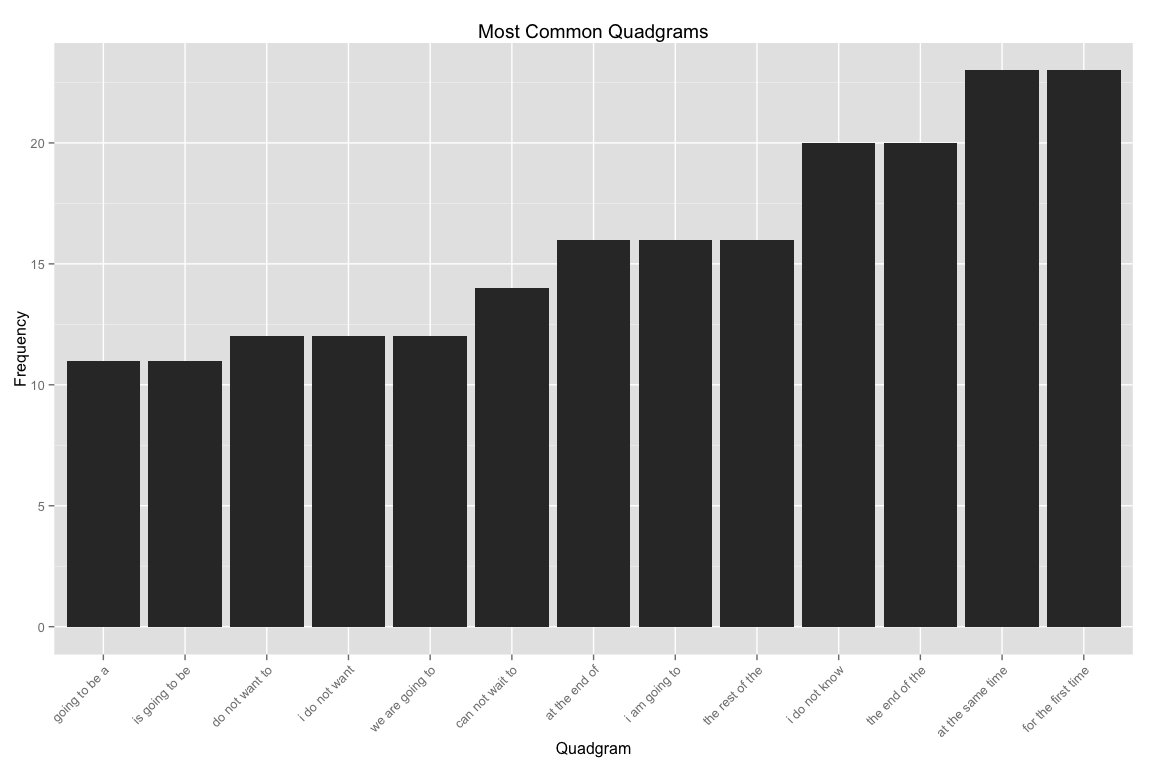 Most Common Quadgrams
Frequency
20
15
10
5
0
going to be a
is going to be
do not want to
i do not want
we are going to
can not wait to
at the end of
i am going to
the rest of the
i do not know
the end of the
at the same time
for the first time
Quadgram